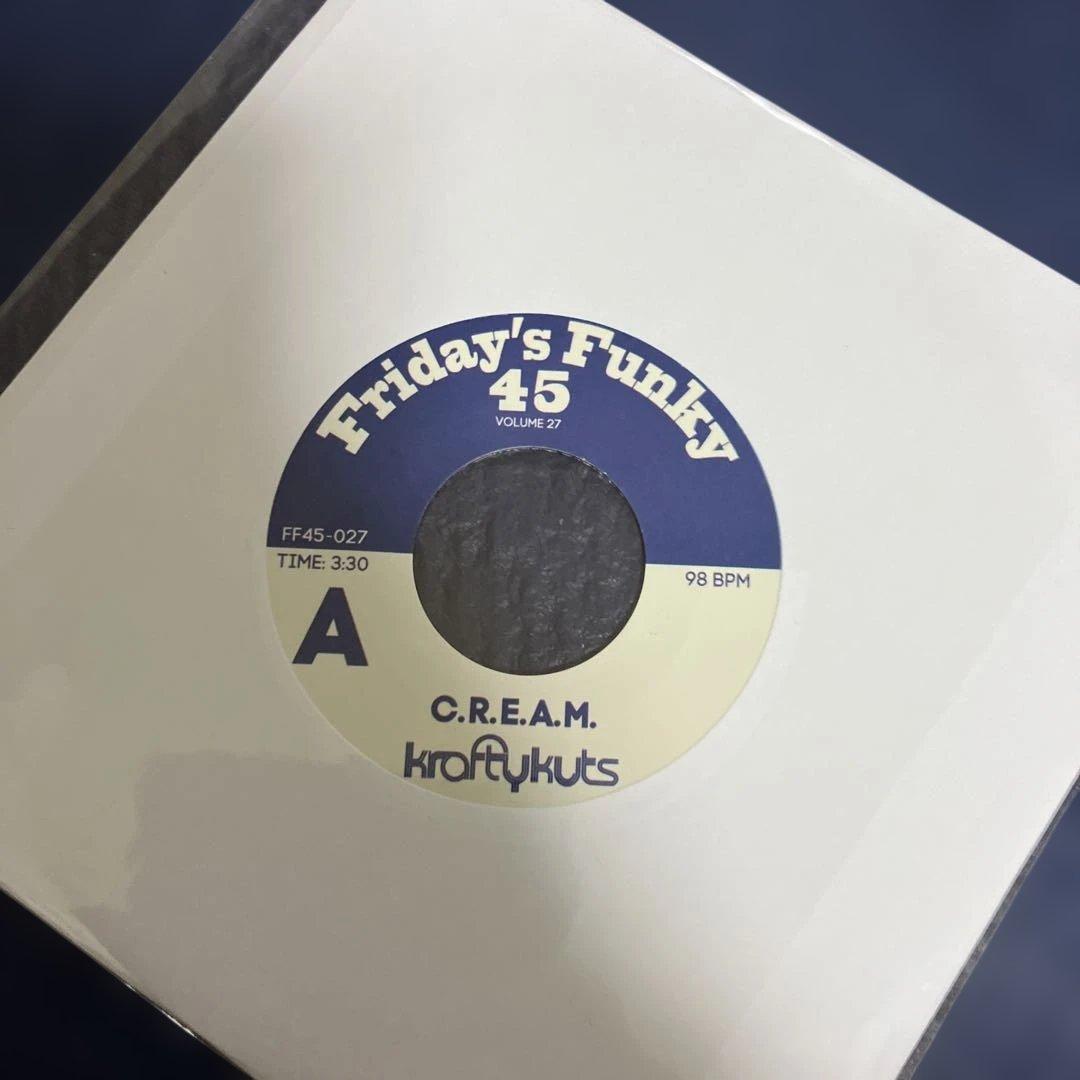 Friday's Funky
45
VOLUME 27
FF45-027
TIME: 3:30
98 BPM
A
C.R.E.A.M.
kraftykuts